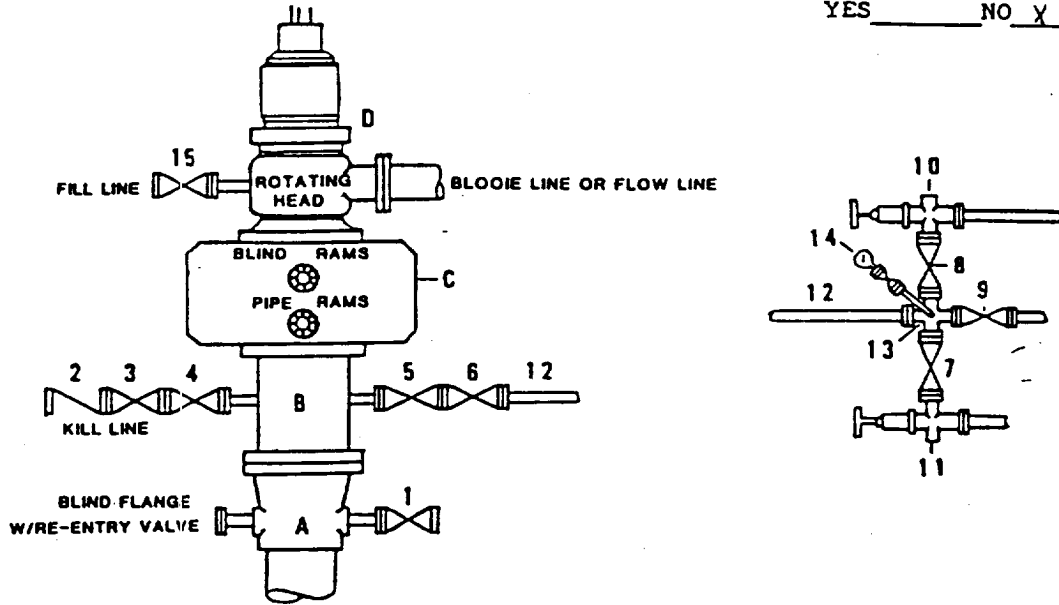 YES NO X
D
15
FILL LINE
ROTATING
HEAD
BLOOIE LINE OR FLOW LINE
BLIND RAMS
C
PIPE RAMS
2 3 4
5 6 12
B
KILL LINE
BLIND FLANGE
W/RE-ENTRY VALVE
1
A
10
14
8
12
9
13
7
11